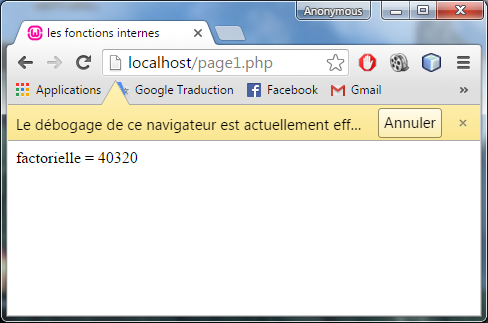 Anonymous
les fonctions internes
localhost/page1.php
Applications Google Traduction Facebook Gmail »
Le débogage de ce navigateur est actuellement eff... Annuler
factorielle = 40320